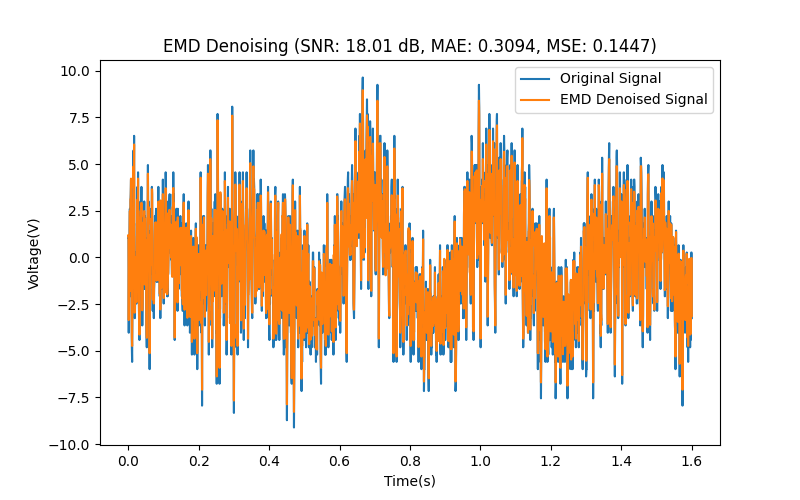 EMD Denoising (SNR: 18.01 dB, MAE: 0.3094, MSE: 0.1447)
Original Signal
EMD Denoised Signal
10.0
7.5
5.0
2.5
0.0
−2.5
−5.0
−7.5
−10.0
Voltage(V)
0.0 0.2 0.4 0.6 0.8 1.0 1.2 1.4 1.6
Time(s)